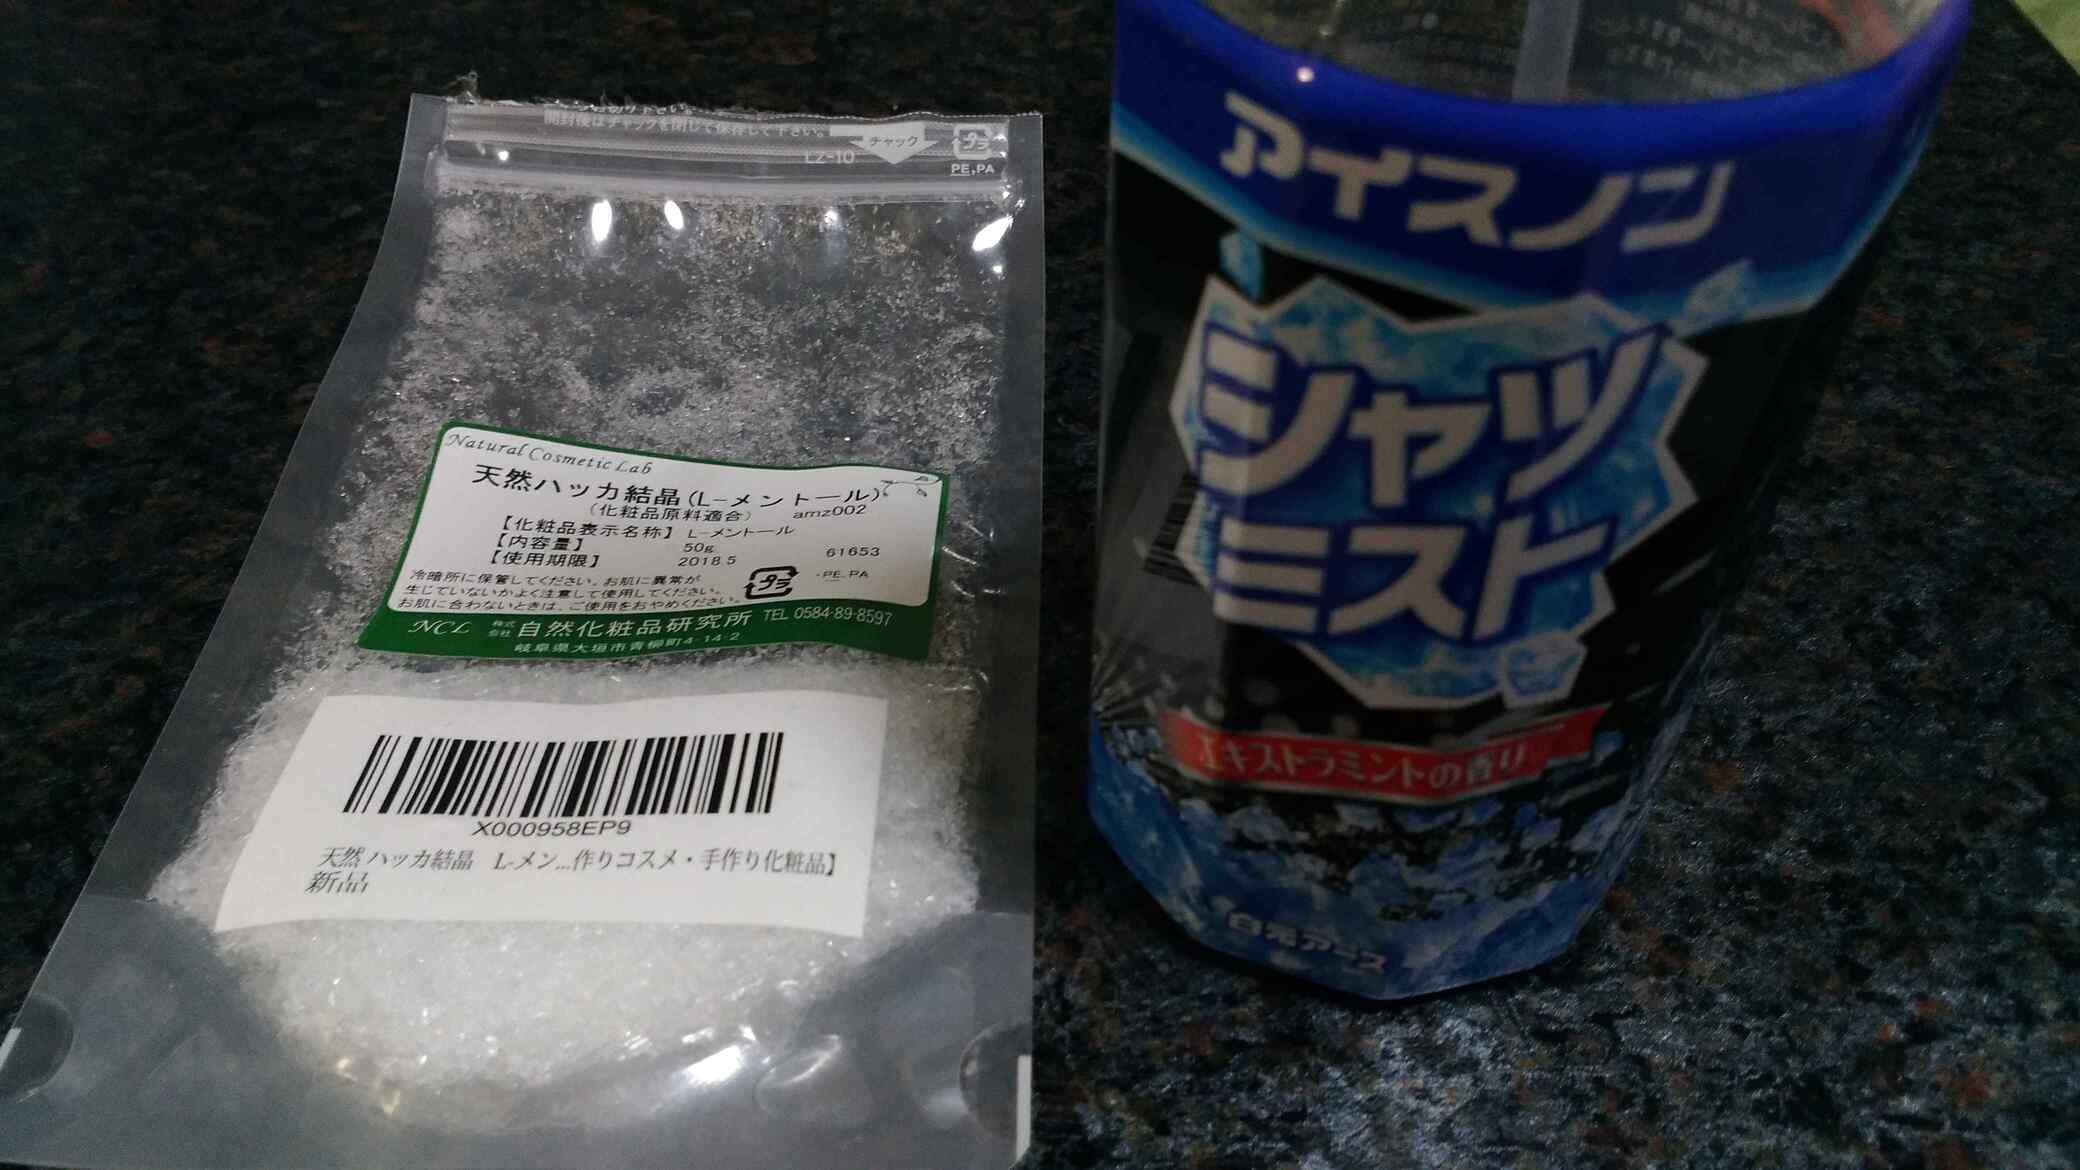 開封後はチャックを閉じて保存して下さい。
チャック
プラ
LZ-10
PE,PA
Natural Cosmetic Lab
天然ハッカ結晶(L-メントール)
(化粧品原料適合) amz002
【化粧品表示名称】 L-メントール
【内容量】 50g 61653
【使用期限】 2018.5
プラ
-PE,PA
冷暗所に保管してください。お肌に異常が
生じていないかよく注意して使用してください。
お肌に合わないときは、ご使用をおやめください。
NCL 株式会社 自然化粧品研究所 TEL 0584-89-8597
岐阜県大垣市青柳町4-14-2
X000958EP9
天然 ハッカ結晶 L-メン...作りコスメ・手作り化粧品】
新品
アイスノン
シャツ
ミスト
エキストラミントの香り
白元アース